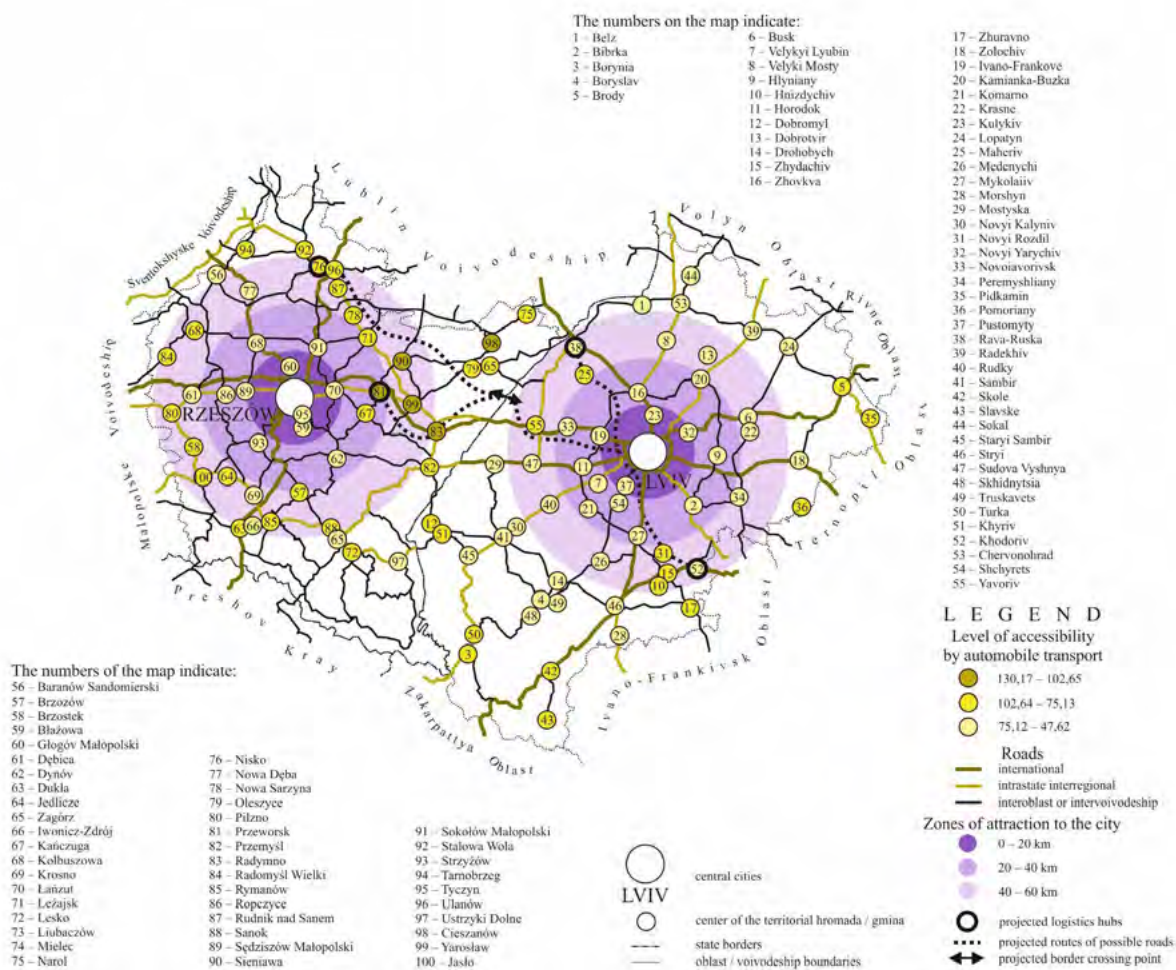 The numbers on the map indicate:
1 – Belz
2 – Bibrka
3 – Borynia
4 – Boryslav
5 – Brody
6 – Busk
7 – Velykyi Lyubin
8 – Velyki Mosty
9 – Hlyniany
10 – Hnizdychiv
11 – Horodok
12 – Dobromyl
13 – Dobrotvir
14 – Drohobych
15 – Zhydachiv
16 – Zhovkva
17 – Zhuravno
18 – Zolochiv
19 – Ivano-Frankove
20 – Kamianka-Buzka
21 – Komarno
22 – Krasne
23 – Kulykiv
24 – Lopatyn
25 – Maheriv
26 – Medenychi
27 – Mykolaiiv
28 – Morshyn
29 – Mostyska
30 – Novyi Kalyniv
31 – Novyi Rozdil
32 – Novyi Yarychiv
33 – Novoiavorivsk
34 – Peremyshliany
35 – Pidkamin
36 – Pomoriany
37 – Pustomyty
38 – Rava-Ruska
39 – Radekhiv
40 – Rudky
41 – Sambir
42 – Skole
43 – Slavske
44 – Sokal
45 – Staryi Sambir
46 – Stryi
47 – Sudova Vyshnya
48 – Skhidnytsia
49 – Truskavets
50 – Turka
51 – Khyriv
52 – Khodoriv
53 – Chervonohrad
54 – Shchyrets
55 – Yavoriv
Sventokshyske Voivodeship
Lublin Voivodeship
Volyn Oblast
Rivne Oblast
Ternopil Oblast
Ivano-Frankivsk Oblast
Zakarpattya Oblast
Preshov Kray
Malopolske Voivodeship
RZESZÓW
LVIV
LEGEND
Level of accessibility
by automobile transport
130,17 – 102,65
102,64 – 75,13
75,12 – 47,62
Roads
international
intrastate interregional
interoblast or intervoivodeship
Zones of attraction to the city
0 – 20 km
20 – 40 km
40 – 60 km
projected logistics hubs
projected routes of possible roads
projected border crossing point
The numbers of the map indicate:
56 – Baranów Sandomierski
57 – Brzozów
58 – Brzostek
59 – Błażowa
60 – Głogów Małopolski
61 – Dębica
62 – Dynów
63 – Dukla
64 – Jedlicze
65 – Zagórz
66 – Iwonicz-Zdrój
67 – Kańczuga
68 – Kolbuszowa
69 – Krosno
70 – Łańzut
71 – Leżajsk
72 – Lesko
73 – Liubaczów
74 – Mielec
75 – Narol
76 – Nisko
77 – Nowa Dęba
78 – Nowa Sarzyna
79 – Oleszyce
80 – Pilzno
81 – Przeworsk
82 – Przemyśl
83 – Radymno
84 – Radomyśl Wielki
85 – Rymanów
86 – Ropczyce
87 – Rudnik nad Sanem
88 – Sanok
89 – Sędziszów Małopolski
90 – Sieniawa
91 – Sokołów Małopolski
92 – Stalowa Wola
93 – Strzyżów
94 – Tarnobrzeg
95 – Tyczyn
96 – Ulanów
97 – Ustrzyki Dolne
98 – Cieszanów
99 – Yarosław
100 – Jasło
LVIV
central cities
center of the territorial hromada / gmina
state borders
oblast / voivodeship boundaries